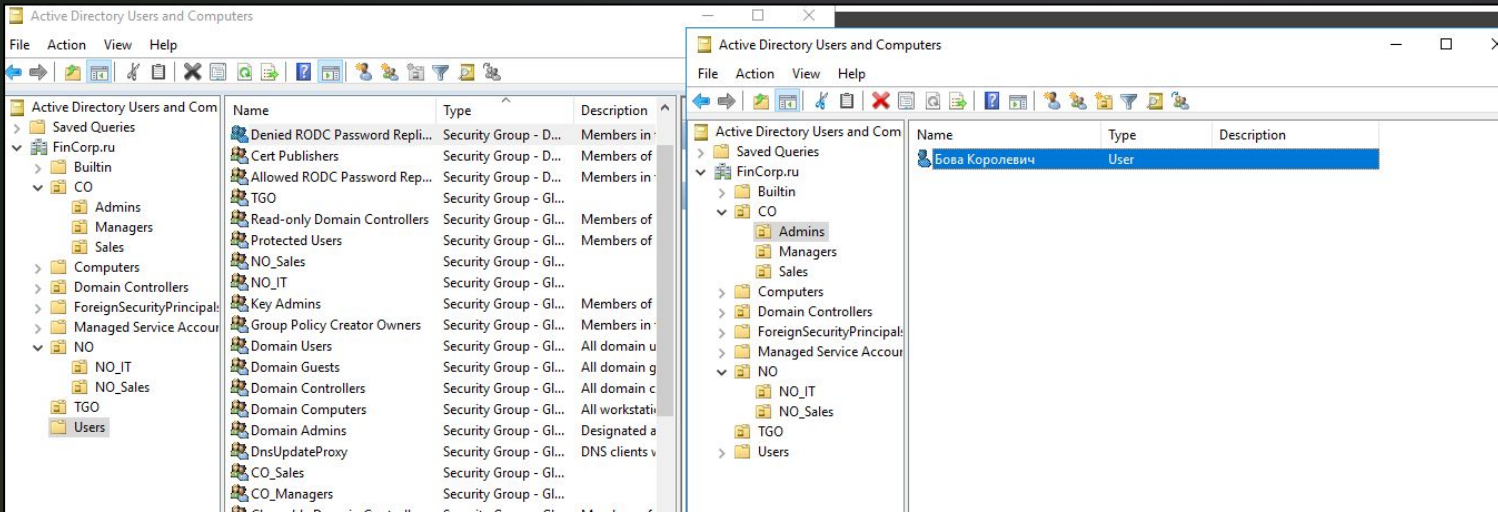 Active Directory Users and Computers
File Action View Help
Active Directory Users and Com
Saved Queries
FinCorp.ru
Builtin
CO
Admins
Managers
Sales
Computers
Domain Controllers
ForeignSecurityPrincipals
Managed Service Accour
NO
NO_IT
NO_Sales
TGO
Users
Name Type Description
Denied RODC Password Repli... Security Group - D... Members in
Cert Publishers Security Group - D... Members of
Allowed RODC Password Rep... Security Group - D... Members in
TGO Security Group - Gl...
Read-only Domain Controllers Security Group - Gl... Members of
Protected Users Security Group - Gl... Members of
NO_Sales Security Group - Gl...
NO_IT Security Group - Gl...
Key Admins Security Group - Gl... Members of
Group Policy Creator Owners Security Group - Gl... Members in
Domain Users Security Group - Gl... All domain u
Domain Guests Security Group - Gl... All domain g
Domain Controllers Security Group - Gl... All domain c
Domain Computers Security Group - Gl... All workstati
Domain Admins Security Group - Gl... Designated a
DnsUpdateProxy Security Group - Gl... DNS clients w
CO_Sales Security Group - Gl...
CO_Managers Security Group - Gl...
Active Directory Users and Computers
File Action View Help
Active Directory Users and Com
Saved Queries
FinCorp.ru
Builtin
CO
Admins
Managers
Sales
Computers
Domain Controllers
ForeignSecurityPrincipals
Managed Service Accour
NO
NO_IT
NO_Sales
TGO
Users
Name Type Description
Бова Королевич User